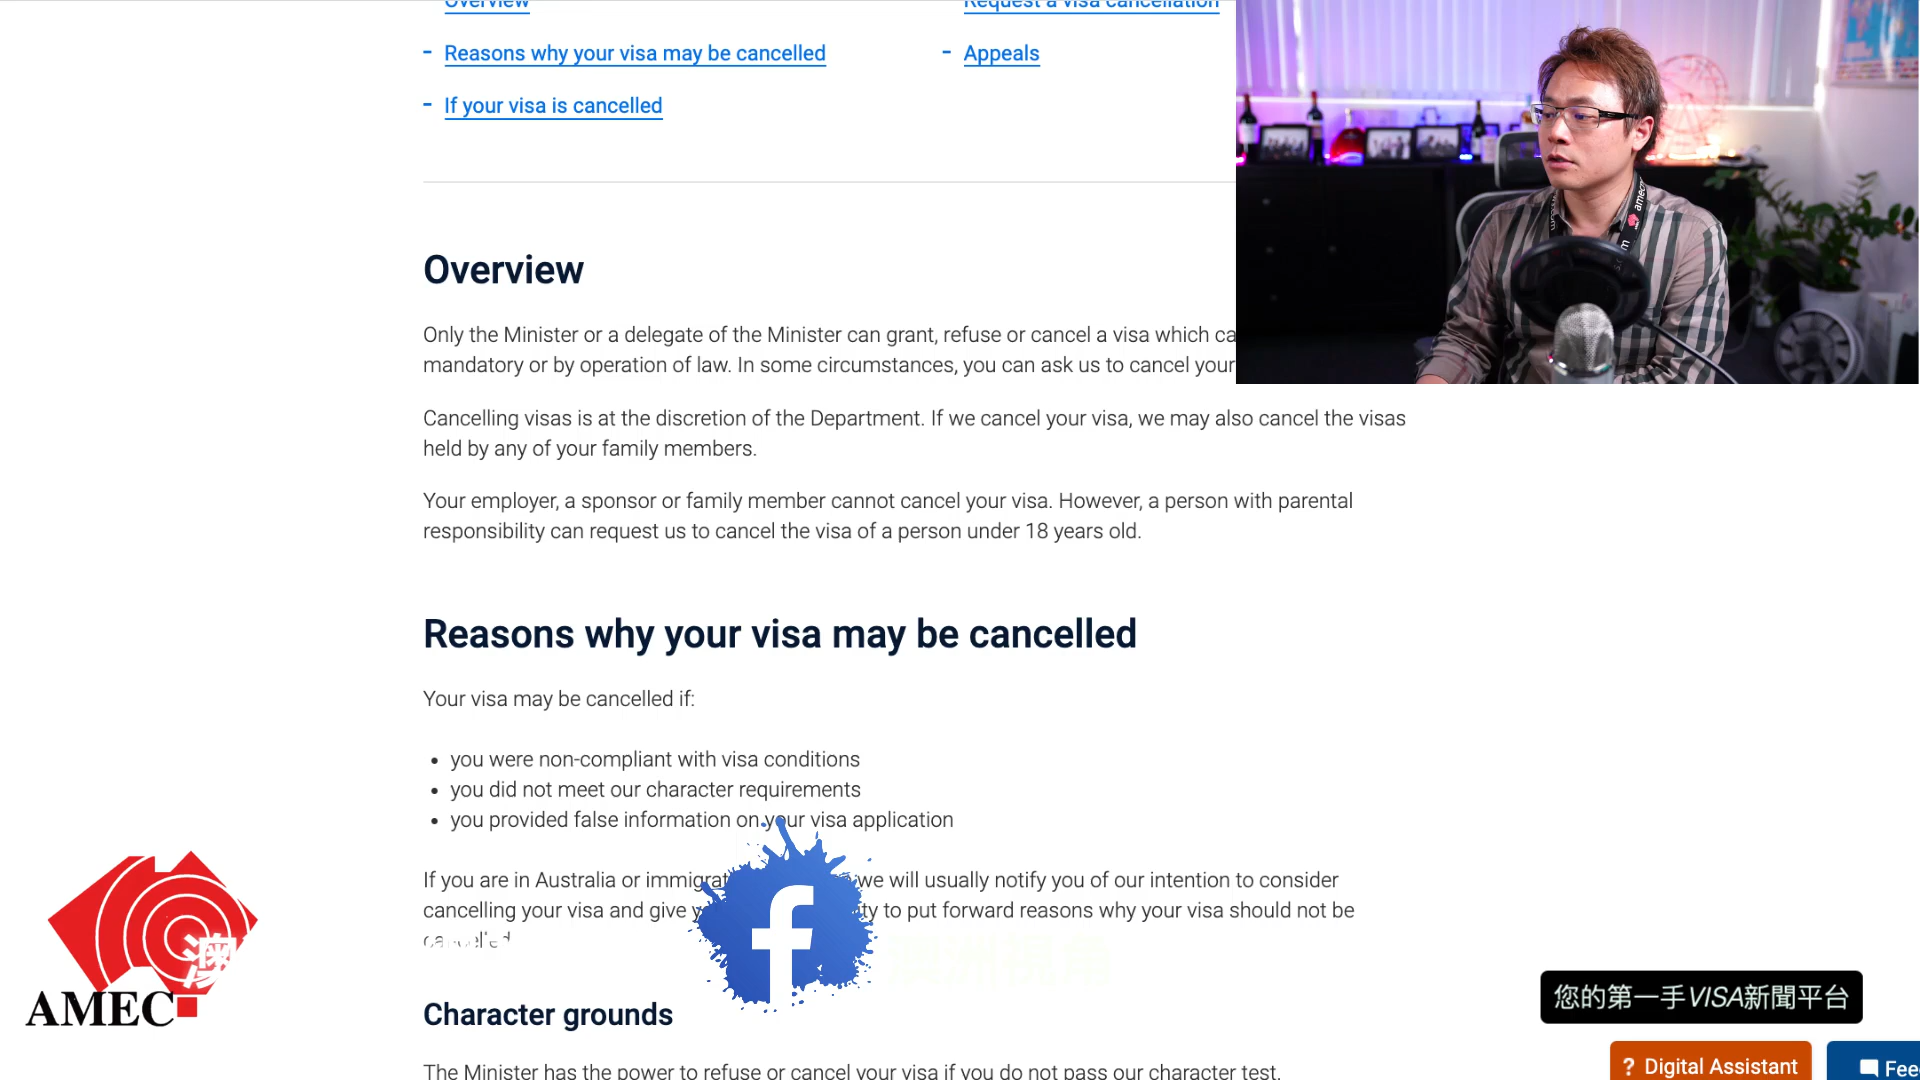 Overview
Request a visa cancellation
- Reasons why your visa may be cancelled
- Appeals
- If your visa is cancelled
Overview
Only the Minister or a delegate of the Minister can grant, refuse or cancel a visa which ca
mandatory or by operation of law. In some circumstances, you can ask us to cancel your
Cancelling visas is at the discretion of the Department. If we cancel your visa, we may also cancel the visas
held by any of your family members.
Your employer, a sponsor or family member cannot cancel your visa. However, a person with parental
responsibility can request us to cancel the visa of a person under 18 years old.
Reasons why your visa may be cancelled
Your visa may be cancelled if:
• you were non-compliant with visa conditions
• you did not meet our character requirements
• you provided false information on your visa application
If you are in Australia or immigrat we will usually notify you of our intention to consider
cancelling your visa and give y ty to put forward reasons why your visa should not be
cancelled
Character grounds
The Minister has the power to refuse or cancel your visa if you do not pass our character test.
澳
AMEC
f
您的第一手VISA新聞平台
? Digital Assistant
Fee